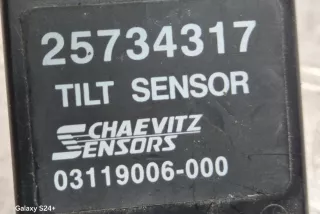 25734317
TILT SENSOR
SCHAEVITZ
SENSORS
03119006-000
Galaxy S24+